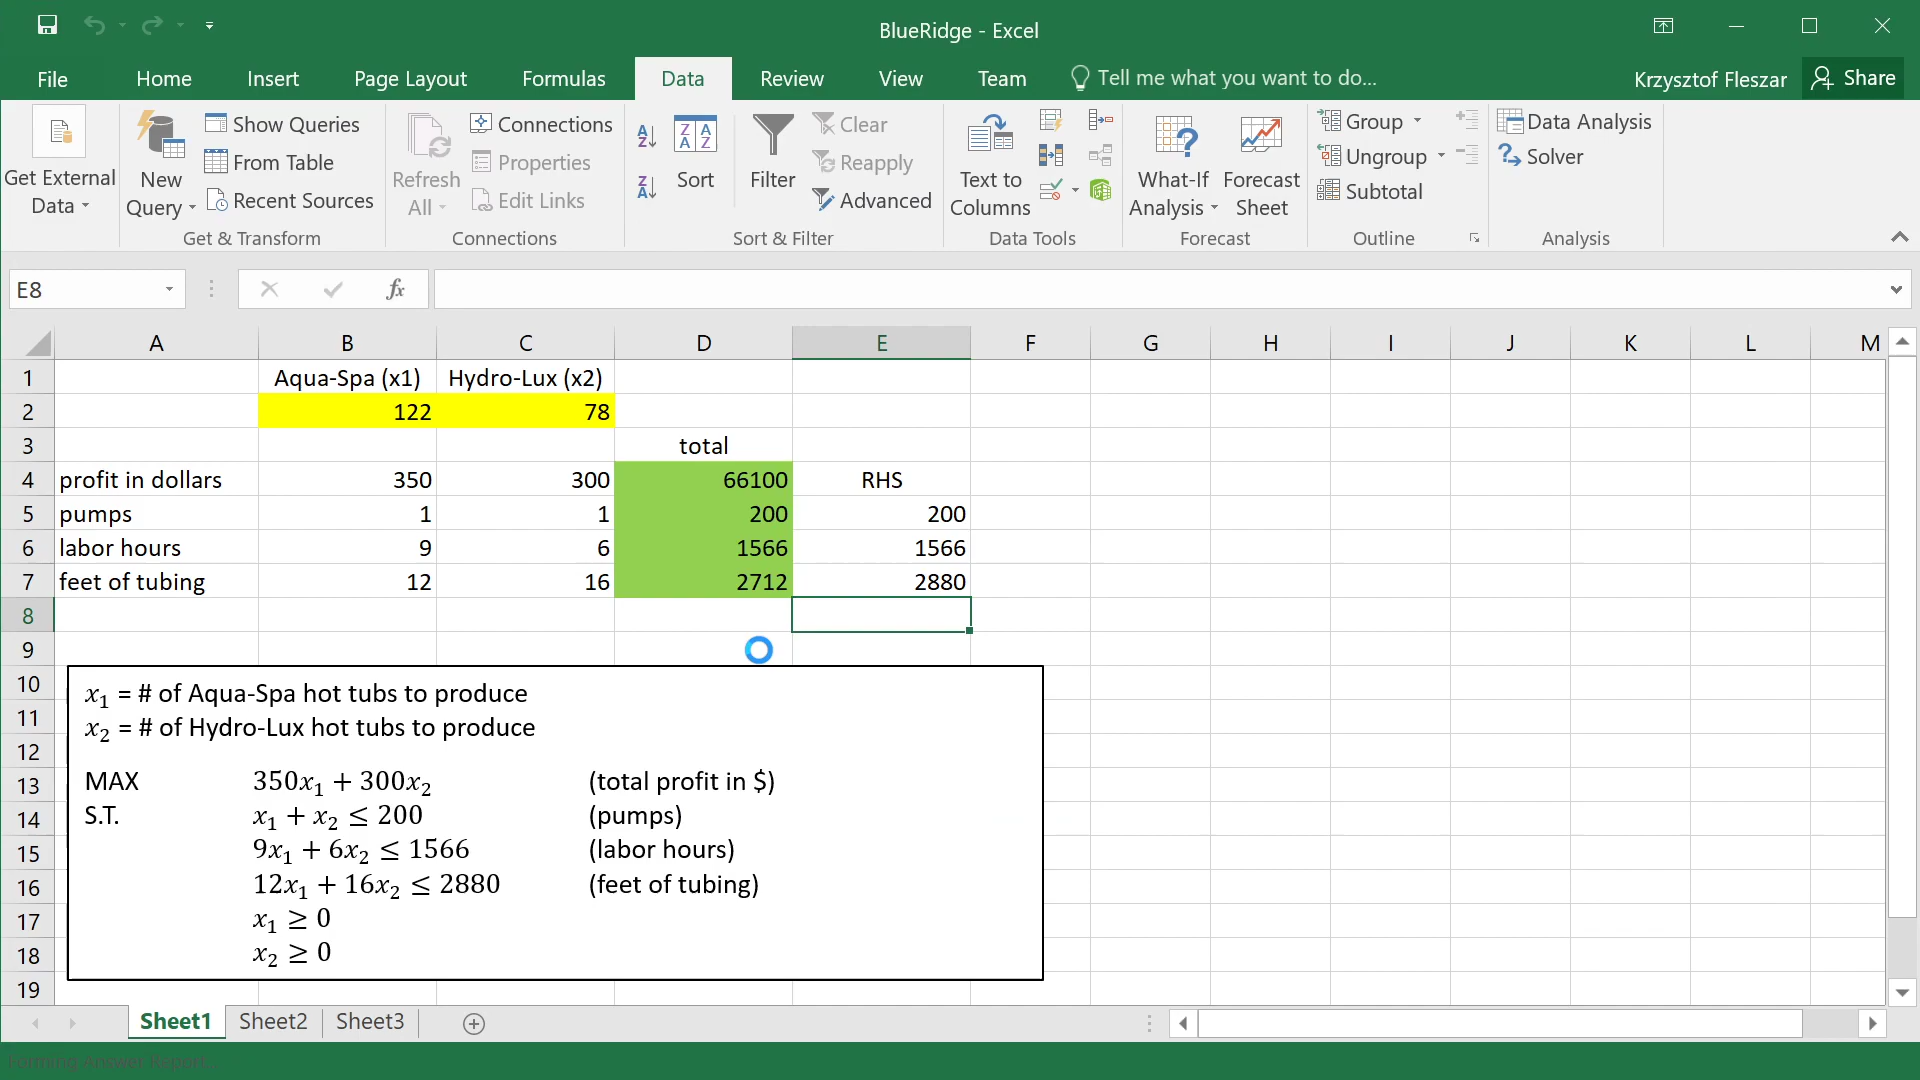 BlueRidge - Excel
File Home Insert Page Layout Formulas Data Review View Team Tell me what you want to do... Krzysztof Fleszar Share
Get External Data
New Query
Show Queries
From Table
Recent Sources
Get & Transform
Refresh All
Connections
Properties
Edit Links
Connections
Sort
Filter
Clear
Reapply
Advanced
Sort & Filter
Text to Columns
Data Tools
What-If Analysis
Forecast Sheet
Forecast
Group
Ungroup
Subtotal
Outline
Data Analysis
Solver
Analysis
E8 fx
A B C D E F G H I J K L M
1 Aqua-Spa (x1) Hydro-Lux (x2)
2 122 78
3 total
4 profit in dollars 350 300 66100 RHS
5 pumps 1 1 200 200
6 labor hours 9 6 1566 1566
7 feet of tubing 12 16 2712 2880
8
9
10
11
12
13
14
15
16
17
18
19
x₁ = # of Aqua-Spa hot tubs to produce
x₂ = # of Hydro-Lux hot tubs to produce
MAX 350x₁ + 300x₂ (total profit in $)
S.T. x₁ + x₂ ≤ 200 (pumps)
9x₁ + 6x₂ ≤ 1566 (labor hours)
12x₁ + 16x₂ ≤ 2880 (feet of tubing)
x₁ ≥ 0
x₂ ≥ 0
Sheet1 Sheet2 Sheet3
Forming Answer Report...